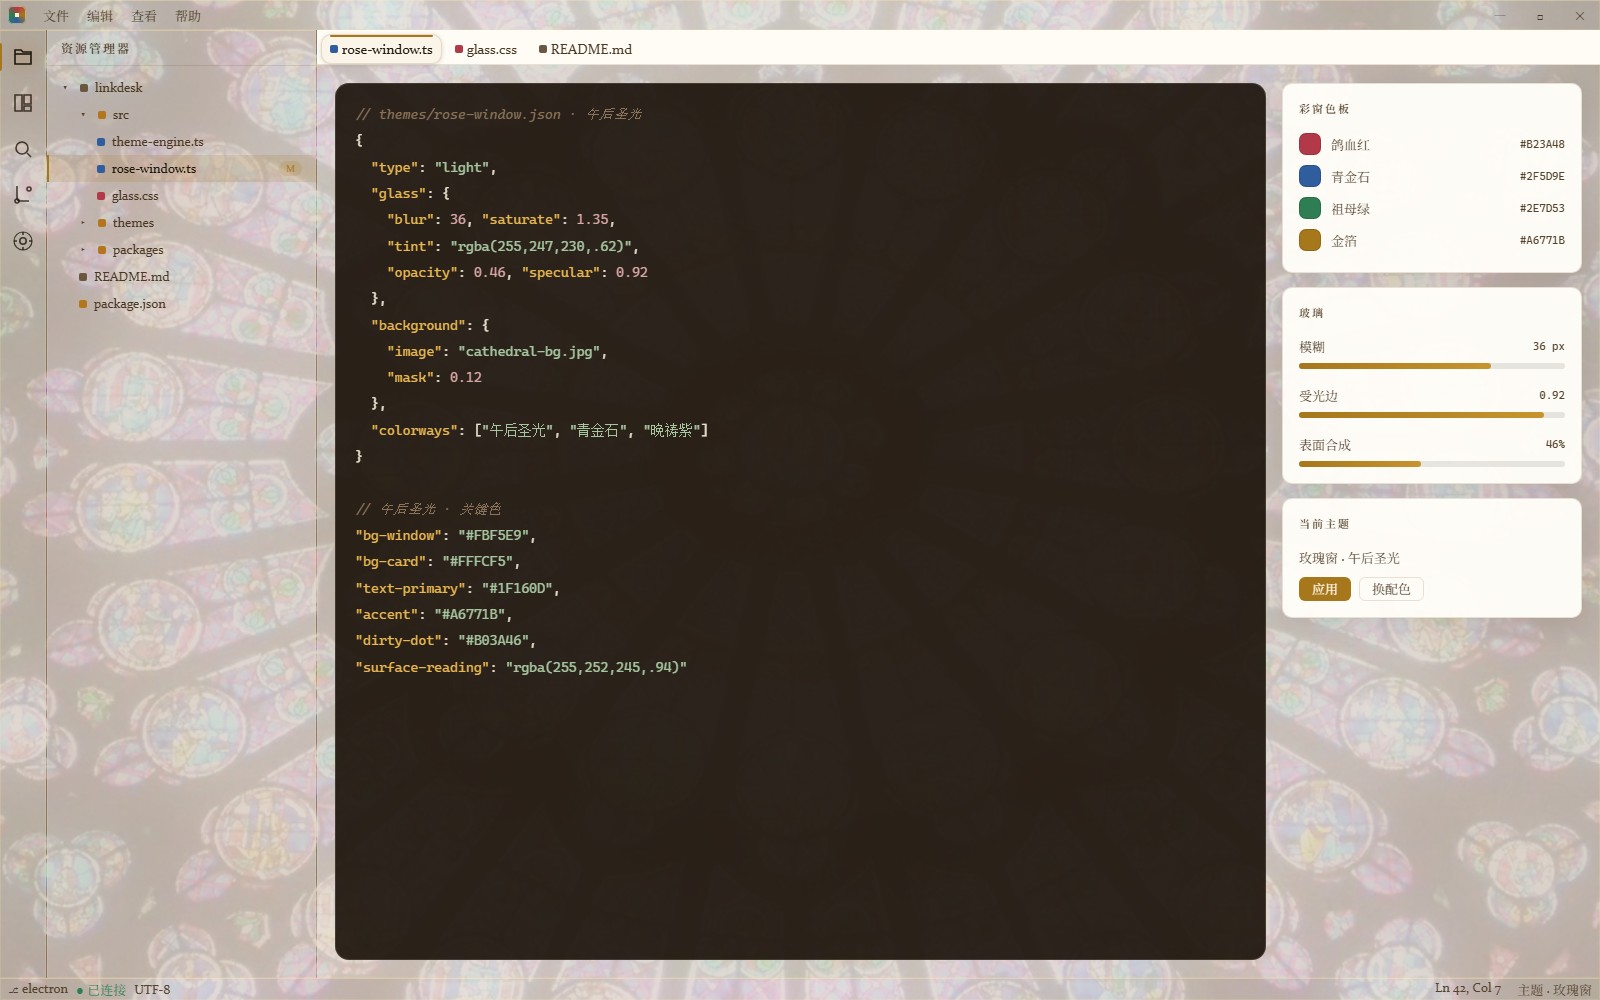 文件 编辑 查看 帮助
资源管理器
linkdesk
src
theme-engine.ts
rose-window.ts M
glass.css
themes
packages
README.md
package.json
rose-window.ts glass.css README.md
// themes/rose-window.json · 午后圣光
{
"type": "light",
"glass": {
"blur": 36, "saturate": 1.35,
"tint": "rgba(255,247,230,.62)",
"opacity": 0.46, "specular": 0.92
},
"background": {
"image": "cathedral-bg.jpg",
"mask": 0.12
},
"colorways": ["午后圣光", "青金石", "晚祷紫"]
}
// 午后圣光 · 关键色
"bg-window": "#FBF5E9",
"bg-card": "#FFFCF5",
"text-primary": "#1F160D",
"accent": "#A6771B",
"dirty-dot": "#B03A46",
"surface-reading": "rgba(255,252,245,.94)"
彩窗色板
鸽血红 #B23A48
青金石 #2F5D9E
祖母绿 #2E7D53
金箔 #A6771B
玻璃
模糊 36 px
受光边 0.92
表面合成 46%
当前主题
玫瑰窗 · 午后圣光
应用 换配色
electron 已连接 UTF-8
Ln 42, Col 7 主题 · 玫瑰窗